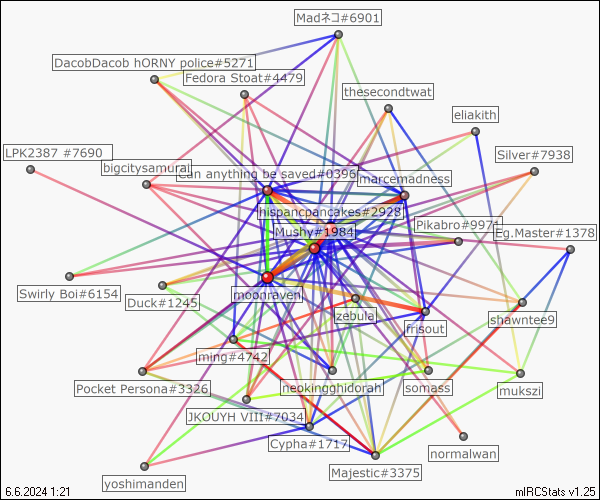 Madネコ#6901
DacobDacob hORNY police#5271
Fedora Stoat#4479
thesecondtwat
eliakith
LPK2387 #7690
Silver#7938
bigcitysamurai
can anything be saved#0396
marcemadness
hispancpancakes#2928
Mushy#1984
Pikabro#9971
Eg.Master#1378
Swirly Boi#6154
Duck#1245
moonraven
zebula
shawntee9
frisout
ming#4742
Pocket Persona#3326
neokingghidorah
somass
mukszi
JKOUYH VIII#7034
Cypha#1717
normalwan
Majestic#3375
yoshimanden
6.6.2024 1:21
mIRCStats v1.25